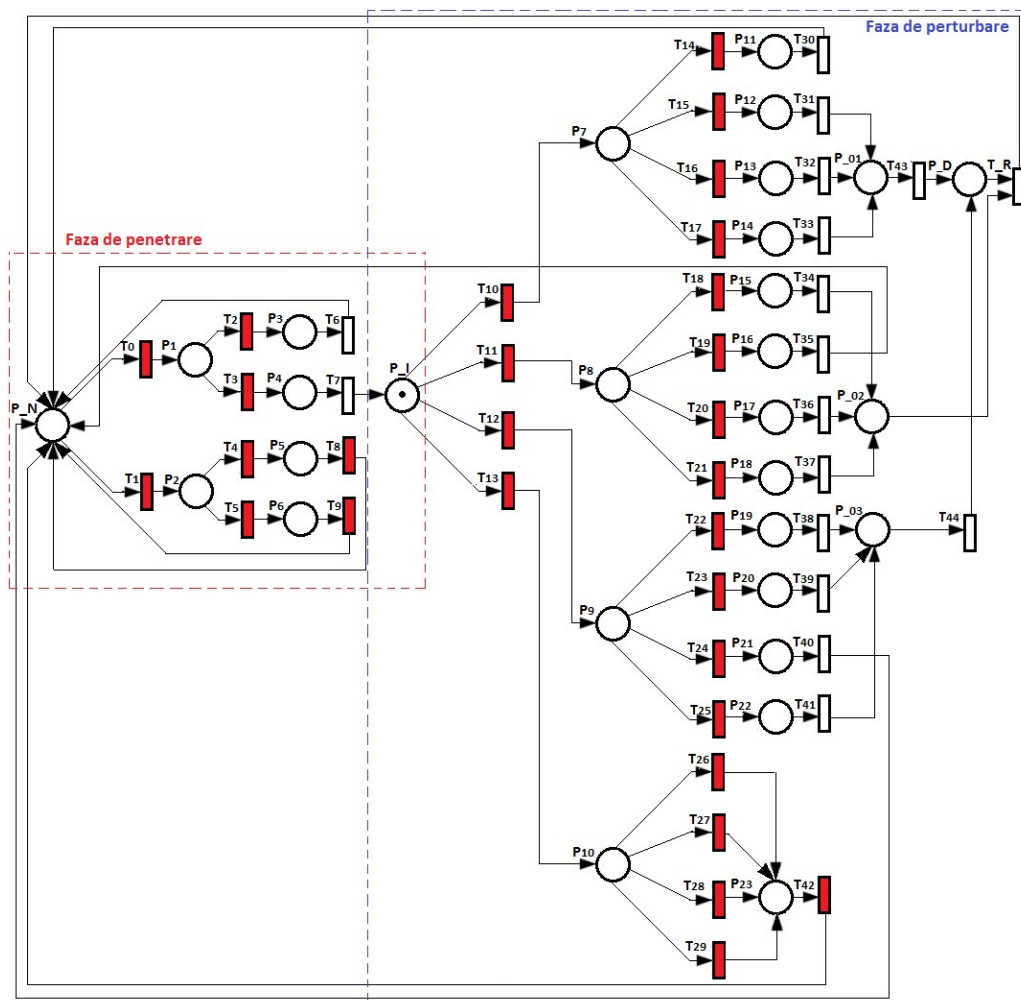 Faza de perturbare
T14
P11
T30
T15
P12
T31
P7
T16
P13
T32
P_01
T43
P_D
T_R
T17
P14
T33
Faza de penetrare
T10
T18
P15
T34
T0
P1
T2
P3
T6
T3
P4
T7
P_I
T11
P8
T19
P16
T35
P_N
T12
T20
P17
T36
P_02
T1
P2
T4
P5
T8
T13
T21
P18
T37
T5
P6
T9
T22
P19
T38
P_03
T44
T23
P20
T39
P9
T24
P21
T40
T25
P22
T41
T26
T27
P10
T28
P23
T42
T29